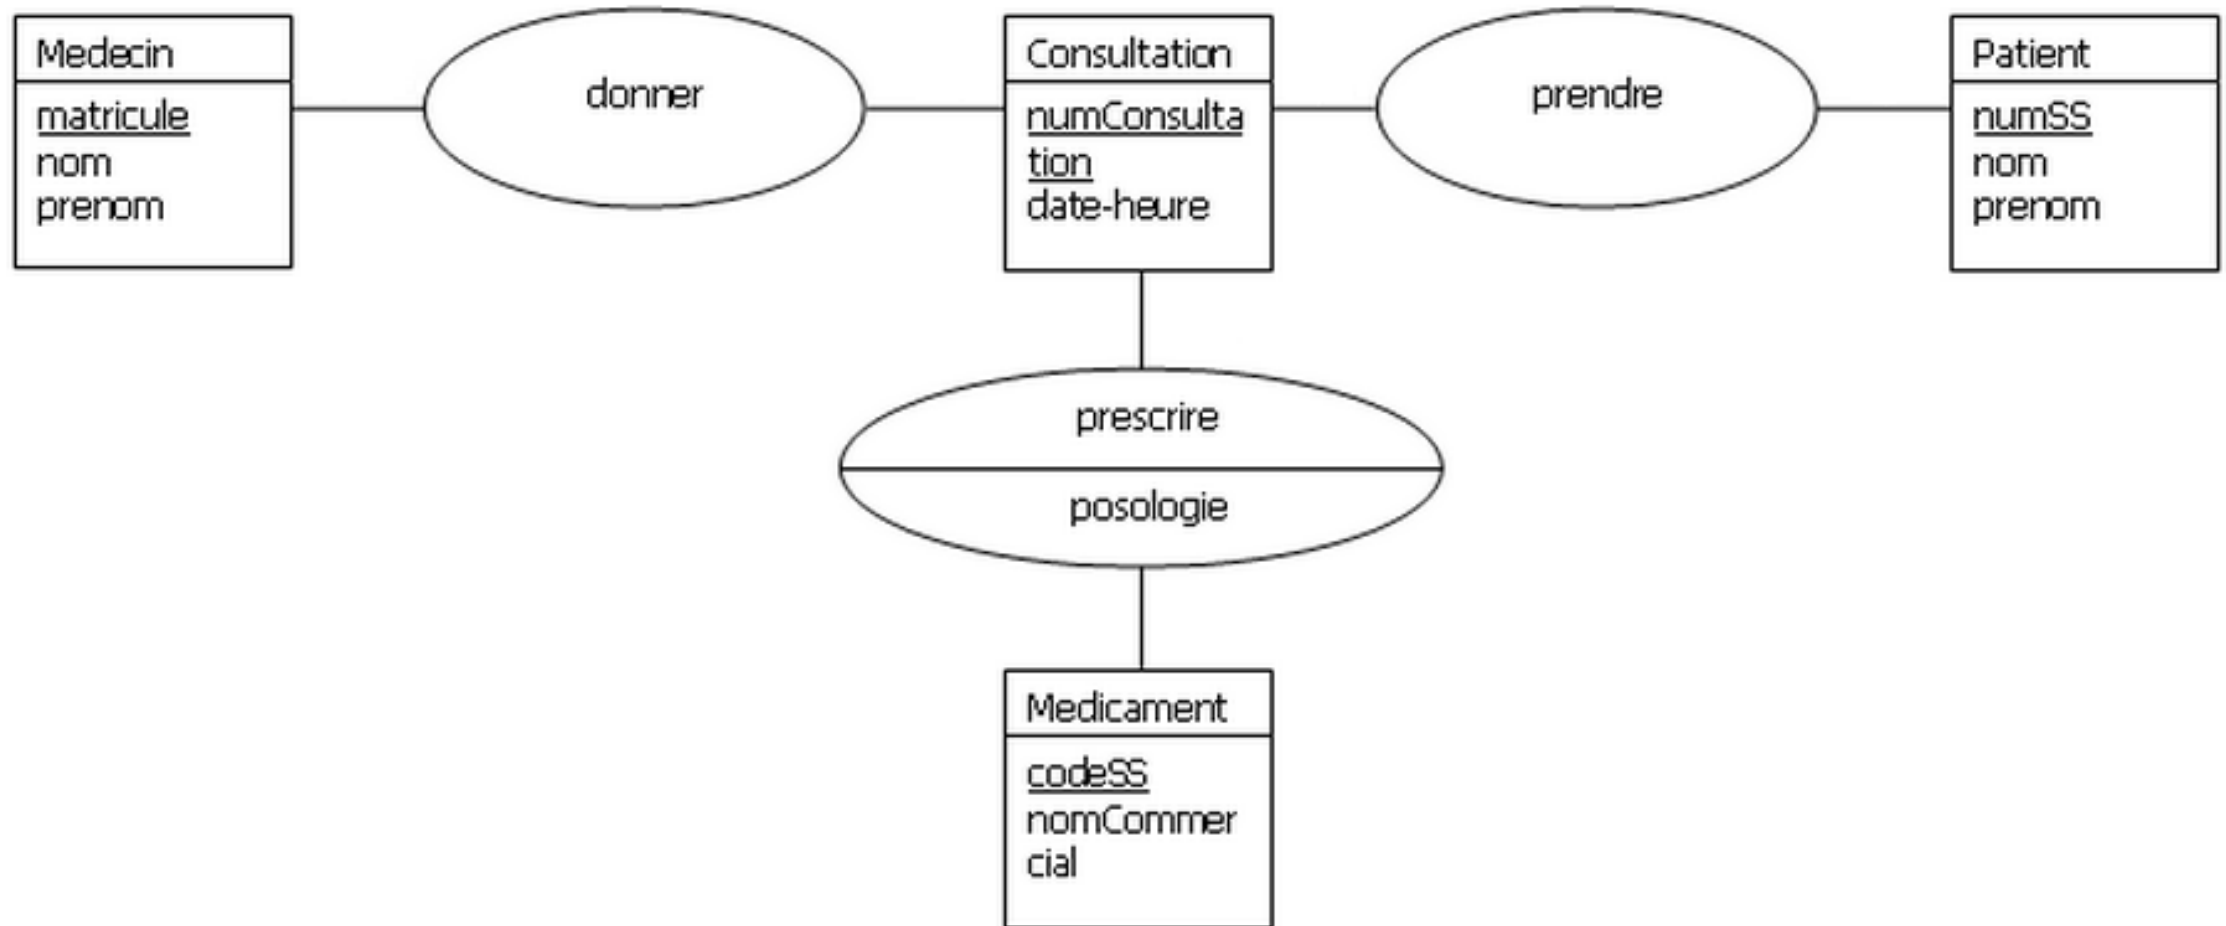 Medecin
matricule
nom
prenom
donner
Consultation
numConsulta
tion
date-heure
prendre
Patient
numSS
nom
prenom
prescrire
posologie
Medicament
codeSS
nomCommer
cial